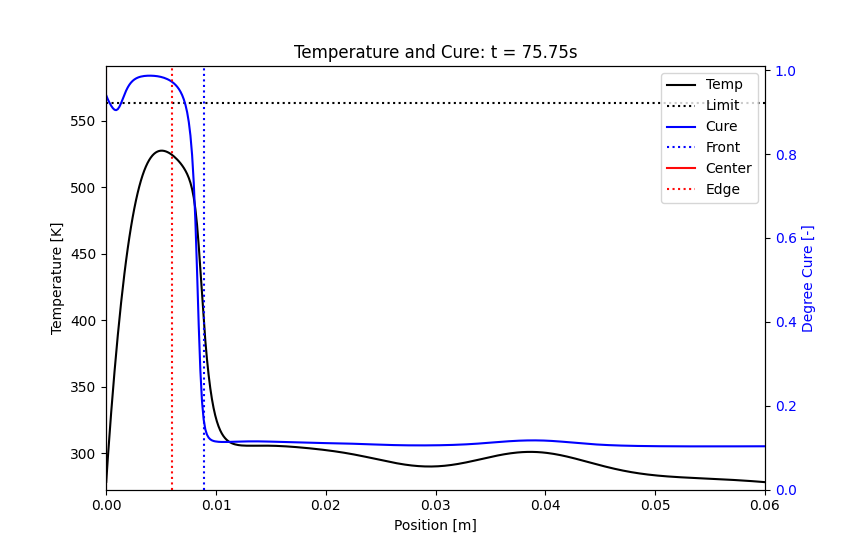 Temperature and Cure: t = 75.75s
Temp
Limit
Cure
Front
Center
Edge
550
500
450
400
350
300
1.0
0.8
0.6
0.4
0.2
0.0
Temperature [K]
Degree Cure [-]
0.00 0.01 0.02 0.03 0.04 0.05 0.06
Position [m]